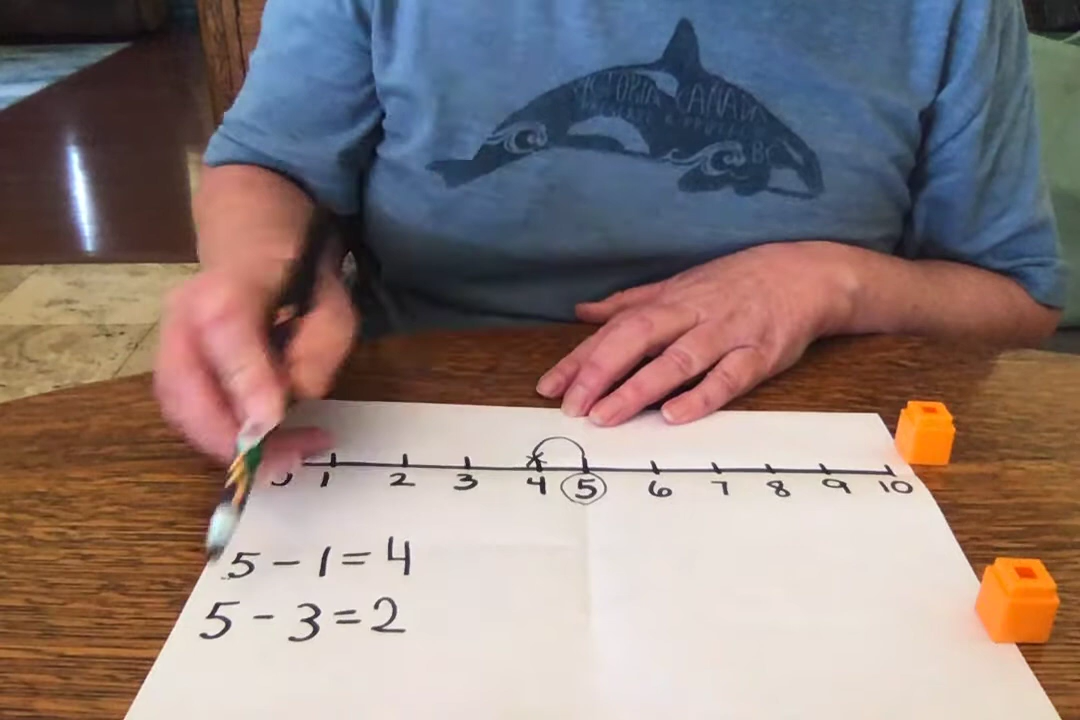 VICTORIA CANADA
BC
1 2 3 4 5 6 7 8 9 10
5 - 1 = 4
5 - 3 = 2